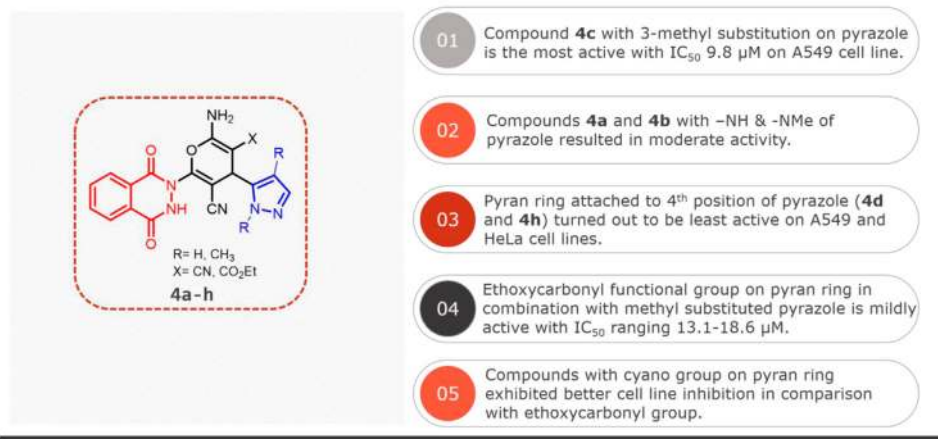 NH₂
X
O
R
O
N
NH
CN
N
N
R
O
R= H, CH₃
X= CN, CO₂Et
4a-h
01
Compound 4c with 3-methyl substitution on pyrazole
is the most active with IC₅₀ 9.8 µM on A549 cell line.
02
Compounds 4a and 4b with –NH & -NMe of
pyrazole resulted in moderate activity.
03
Pyran ring attached to 4ᵗʰ position of pyrazole (4d
and 4h) turned out to be least active on A549 and
HeLa cell lines.
04
Ethoxycarbonyl functional group on pyran ring in
combination with methyl substituted pyrazole is mildly
active with IC₅₀ ranging 13.1-18.6 µM.
05
Compounds with cyano group on pyran ring
exhibited better cell line inhibition in comparison
with ethoxycarbonyl group.